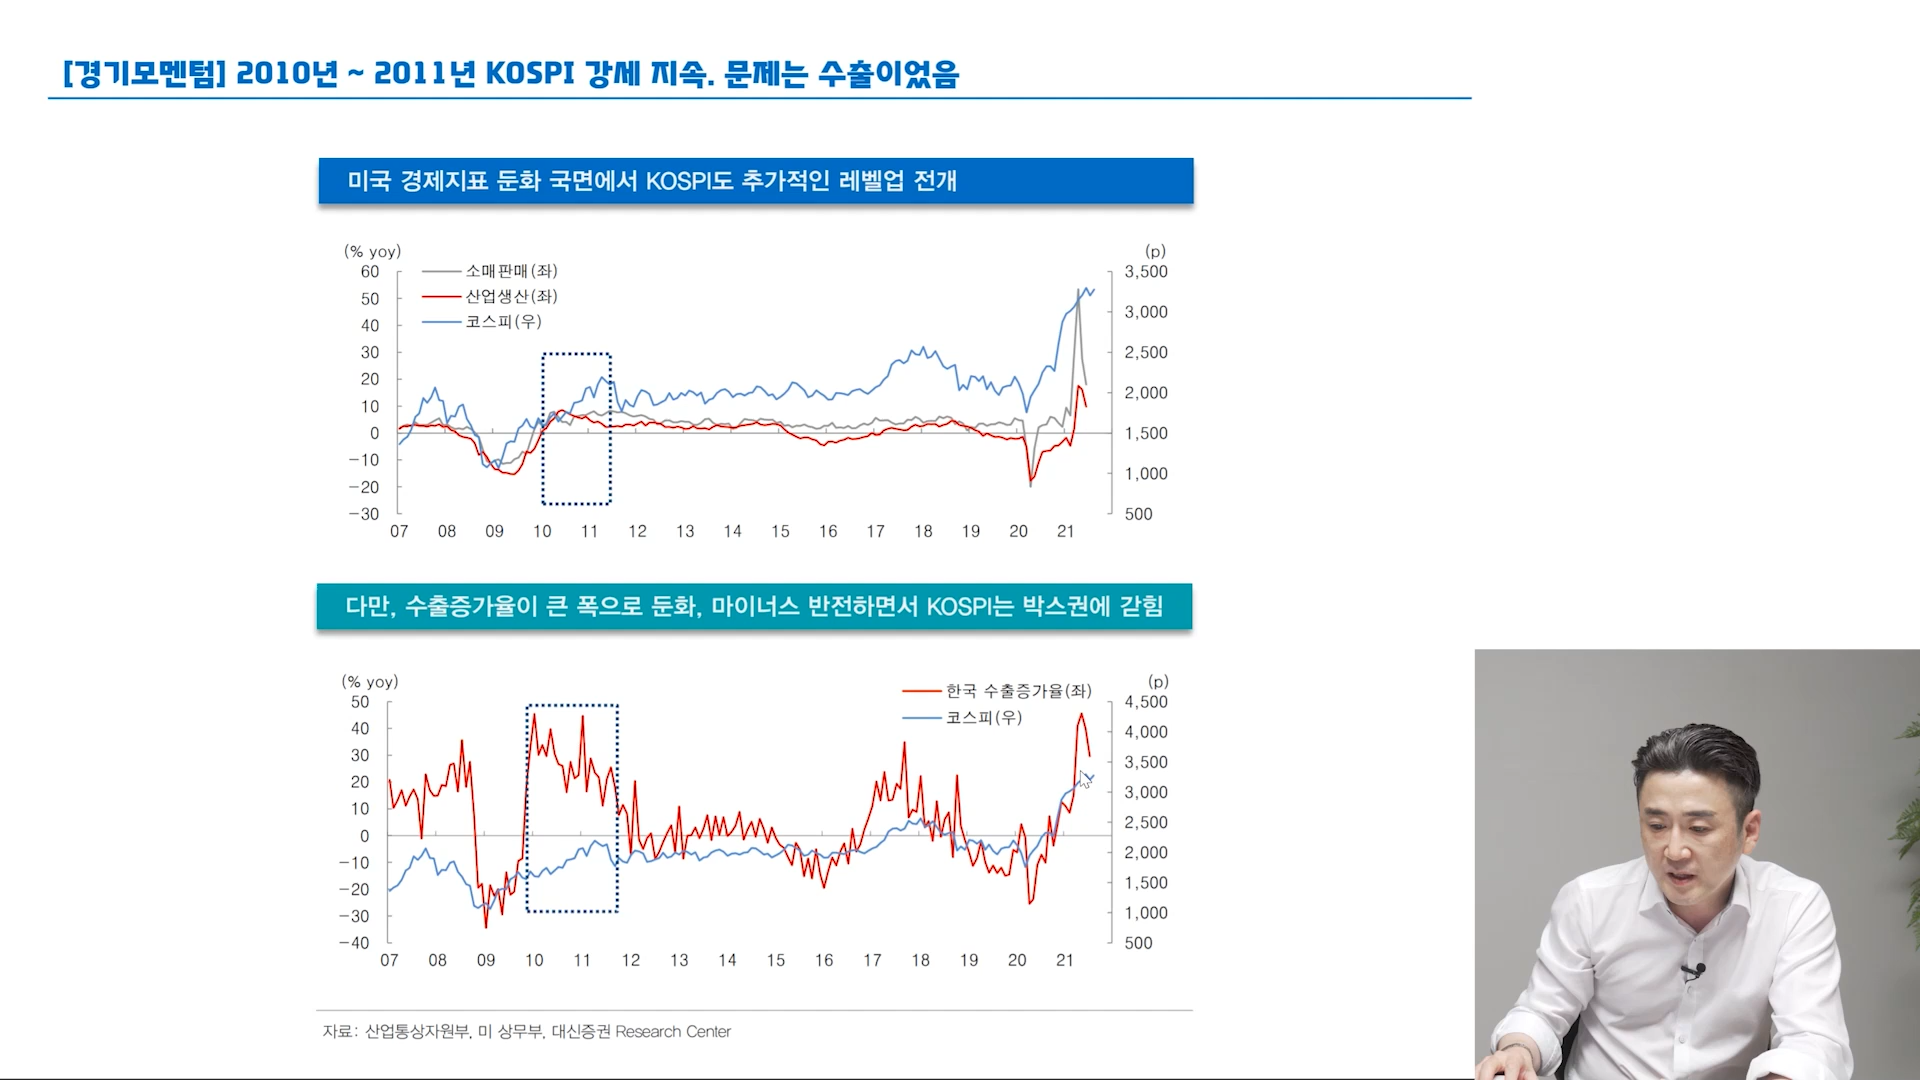 [경기모멘텀] 2010년 ~ 2011년 KOSPI 강세 지속. 문제는 수출이었음
미국 경제지표 둔화 국면에서 KOSPI도 추가적인 레벨업 전개
(% yoy)
(p)
소매판매(좌)
산업생산(좌)
코스피(우)
60
50
40
30
20
10
0
-10
-20
-30
3,500
3,000
2,500
2,000
1,500
1,000
500
07 08 09 10 11 12 13 14 15 16 17 18 19 20 21
다만, 수출증가율이 큰 폭으로 둔화, 마이너스 반전하면서 KOSPI는 박스권에 갇힘
(% yoy)
(p)
한국 수출증가율(좌)
코스피(우)
50
40
30
20
10
0
-10
-20
-30
-40
4,500
4,000
3,500
3,000
2,500
2,000
1,500
1,000
500
07 08 09 10 11 12 13 14 15 16 17 18 19 20 21
자료: 산업통상자원부, 미 상무부, 대신증권 Research Center